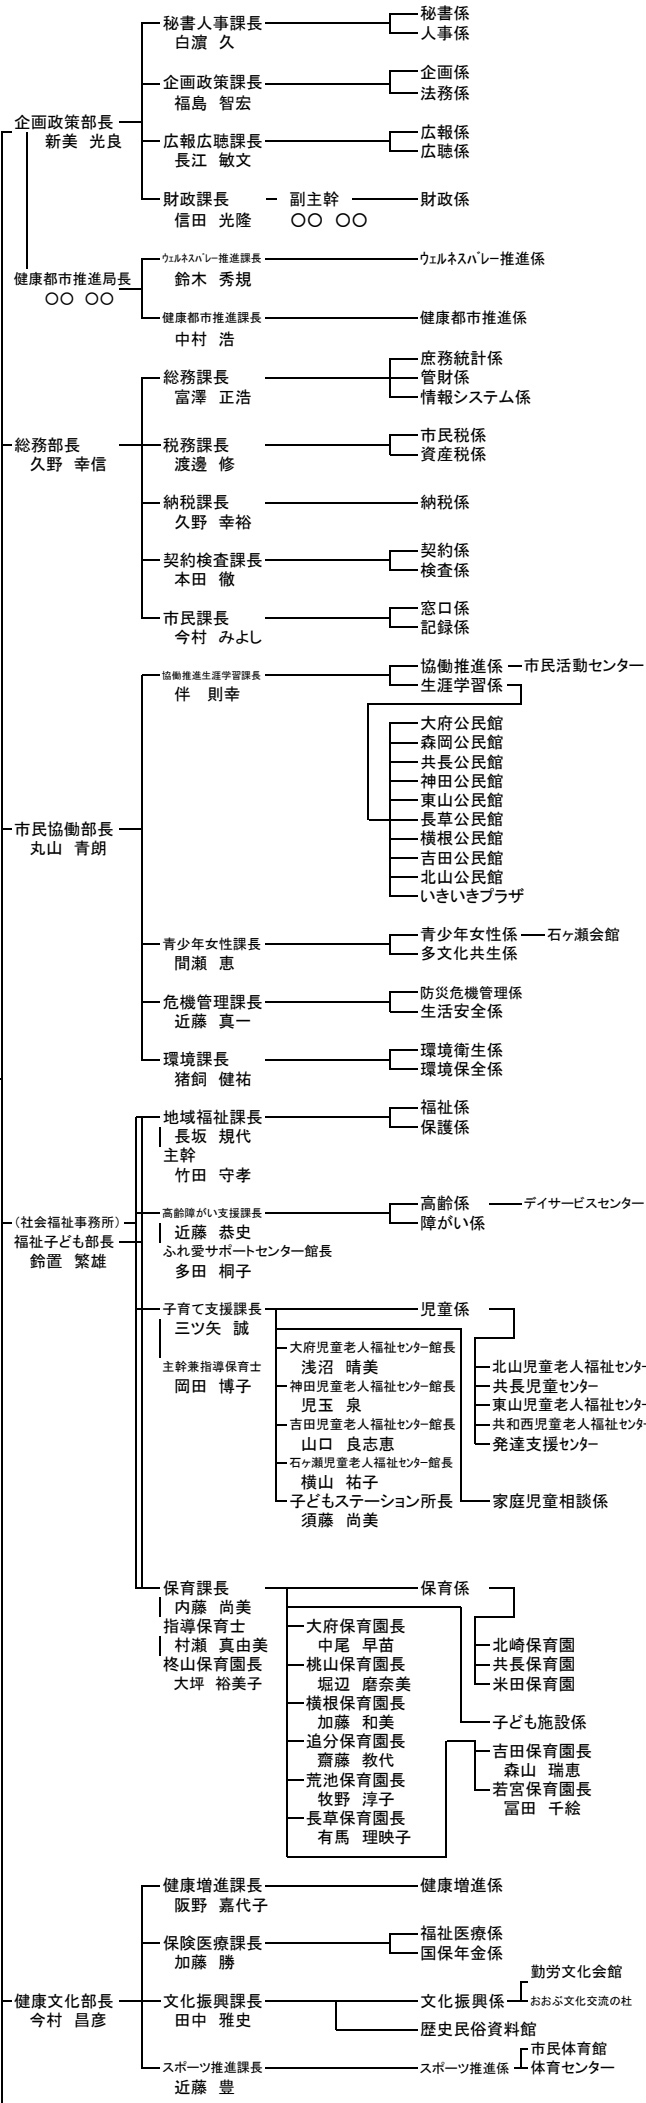 秘書人事課長
白濵 久
秘書係
人事係
企画政策課長
福島 智宏
企画係
法務係
企画政策部長
新美 光良
広報広聴課長
長江 敏文
広報係
広聴係
財政課長
信田 光隆
副主幹
○○ ○○
財政係
健康都市推進局長
○○ ○○
ウェルネスバレー推進課長
鈴木 秀規
ウェルネスバレー推進係
健康都市推進課長
中村 浩
健康都市推進係
総務課長
富澤 正浩
庶務統計係
管財係
情報システム係
総務部長
久野 幸信
税務課長
渡邊 修
市民税係
資産税係
納税課長
久野 幸裕
納税係
契約検査課長
本田 徹
契約係
検査係
市民課長
今村 みよし
窓口係
記録係
協働推進生涯学習課長
伴 則幸
協働推進係
市民活動センター
生涯学習係
大府公民館
森岡公民館
共長公民館
神田公民館
東山公民館
長草公民館
横根公民館
吉田公民館
北山公民館
いきいきプラザ
市民協働部長
丸山 青朗
青少年女性課長
間瀬 恵
青少年女性係
石ヶ瀬会館
多文化共生係
危機管理課長
近藤 真一
防災危機管理係
生活安全係
環境課長
猪飼 健祐
環境衛生係
環境保全係
地域福祉課長
長坂 規代
主幹
竹田 守孝
福祉係
保護係
(社会福祉事務所)
福祉子ども部長
鈴置 繁雄
高齢障がい支援課長
近藤 恭史
ふれ愛サポートセンター館長
多田 桐子
高齢係
デイサービスセンター
障がい係
子育て支援課長
三ツ矢 誠
主幹兼指導保育士
岡田 博子
児童係
大府児童老人福祉センター館長
浅沼 晴美
神田児童老人福祉センター館長
児玉 泉
吉田児童老人福祉センター館長
山口 良志恵
石ヶ瀬児童老人福祉センター館長
横山 祐子
子どもステーション所長
須藤 尚美
北山児童老人福祉センター
共長児童センター
東山児童老人福祉センター
共和西児童老人福祉センター
発達支援センター
家庭児童相談係
保育課長
内藤 尚美
指導保育士
村瀬 真由美
柊山保育園長
大坪 裕美子
保育係
大府保育園長
中尾 早苗
桃山保育園長
堀辺 磨奈美
横根保育園長
加藤 和美
追分保育園長
齋藤 教代
荒池保育園長
牧野 淳子
長草保育園長
有馬 理映子
北崎保育園
共長保育園
米田保育園
子ども施設係
吉田保育園長
森山 瑞恵
若宮保育園長
冨田 千絵
健康増進課長
阪野 嘉代子
健康増進係
保険医療課長
加藤 勝
福祉医療係
国保年金係
健康文化部長
今村 昌彦
文化振興課長
田中 雅史
文化振興係
勤労文化会館
おおぶ文化交流の杜
歴史民俗資料館
スポーツ推進課長
近藤 豊
スポーツ推進係
市民体育館
体育センター